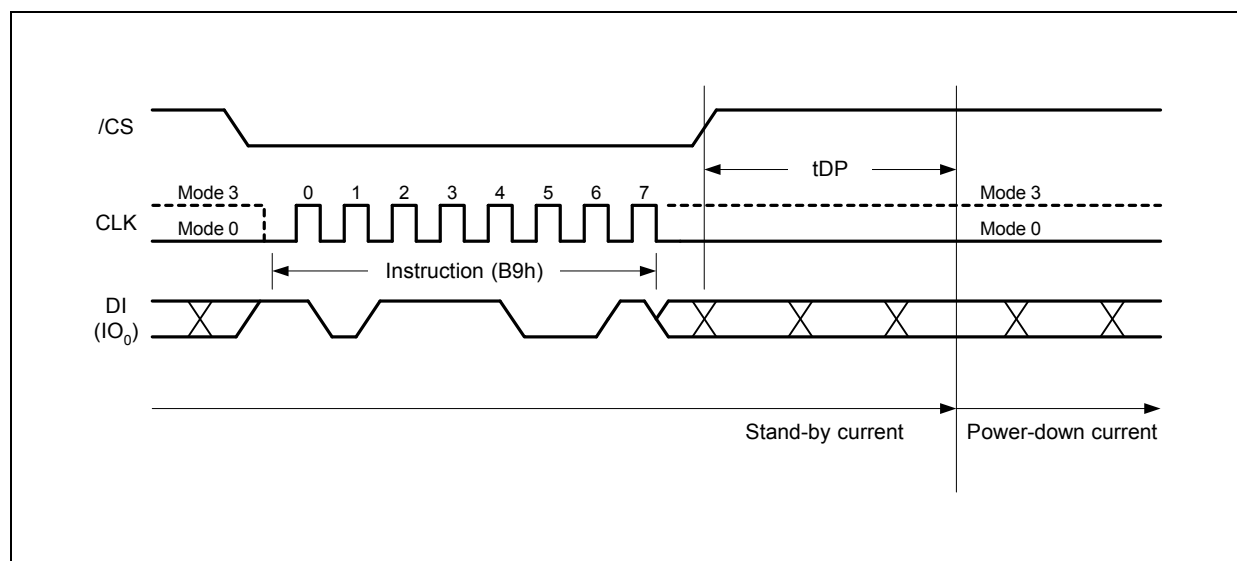 /CS
tDP
Mode 3 0 1 2 3 4 5 6 7 Mode 3
CLK
Mode 0 Mode 0
Instruction (B9h)
DI
(IO₀)
Stand-by current Power-down current